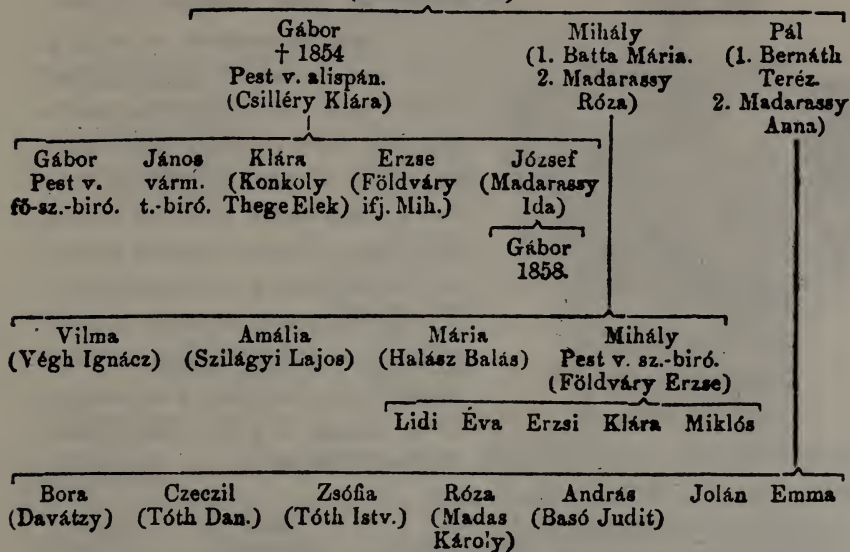 Gábor Mihály Pál
† 1854 (1. Batta Mária. (1. Bernáth
Pest v. alispán. 2. Madarassy Teréz.
(Csilléry Klára) Róza) 2. Madarassy
Anna)
Gábor János Klára Erzse József
Pest v. várm. (Konkoly (Földváry (Madarassy
fő-sz.-biró. t.-biró. Thege Elek) ifj. Mih.) Ida)
Gábor
1858.
Vilma Amália Mária Mihály
(Végh Ignácz) (Szilágyi Lajos) (Halász Balás) Pest v. sz.-biró.
(Földváry Erzse)
Lidi Éva Erzsi Klára Miklós
Bora Czeczil Zsófia Róza András Jolán Emma
(Davátzy) (Tóth Dan.) (Tóth Istv.) (Madas (Basó Judit)
Károly)